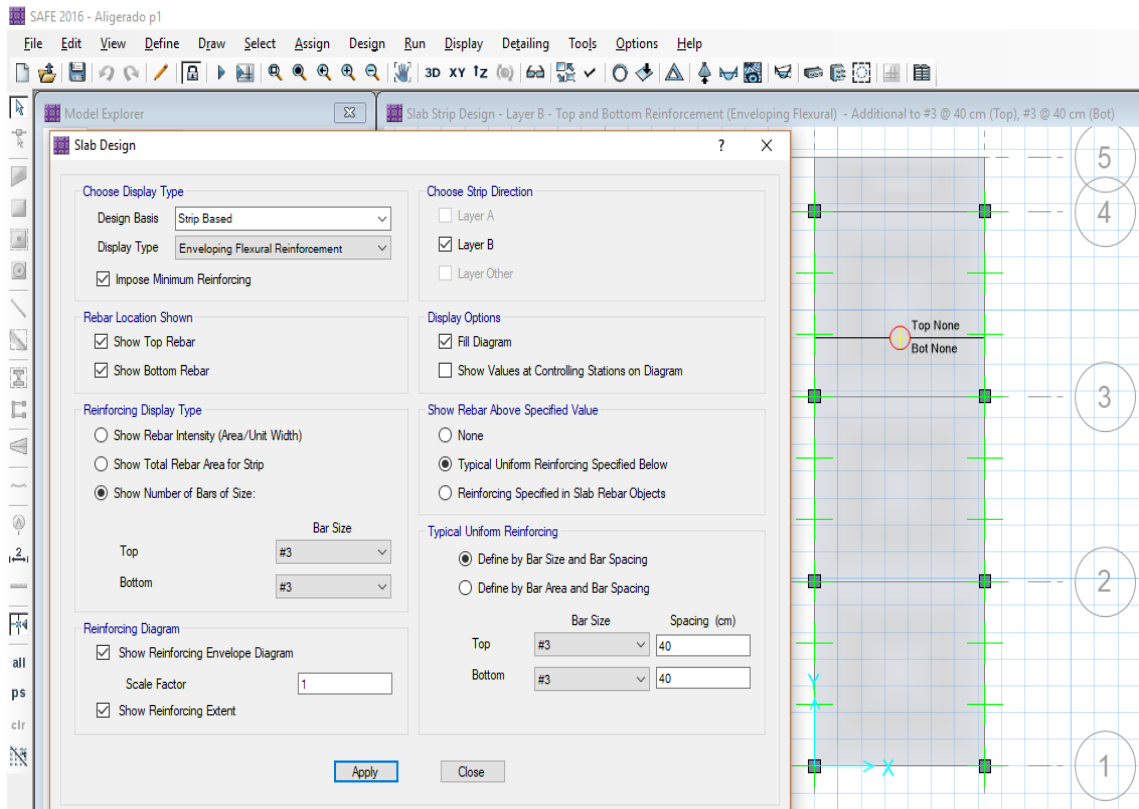 SAFE 2016 - Aligerado p1
File Edit View Define Draw Select Assign Design Run Display Detailing Tools Options Help
3D XY ↑Z
Model Explorer
Slab Strip Design - Layer B - Top and Bottom Reinforcement (Enveloping Flexural) - Additional to #3 @ 40 cm (Top), #3 @ 40 cm (Bot)
Slab Design ?
Choose Display Type
Design Basis Strip Based
Display Type Enveloping Flexural Reinforcement
Impose Minimum Reinforcing
Choose Strip Direction
Layer A
Layer B
Layer Other
Rebar Location Shown
Show Top Rebar
Show Bottom Rebar
Display Options
Fill Diagram
Show Values at Controlling Stations on Diagram
Reinforcing Display Type
Show Rebar Intensity (Area/Unit Width)
Show Total Rebar Area for Strip
Show Number of Bars of Size:
Bar Size
Top #3
Bottom #3
Show Rebar Above Specified Value
None
Typical Uniform Reinforcing Specified Below
Reinforcing Specified in Slab Rebar Objects
Typical Uniform Reinforcing
Define by Bar Size and Bar Spacing
Define by Bar Area and Bar Spacing
Bar Size Spacing (cm)
Top #3 40
Bottom #3 40
Reinforcing Diagram
Show Reinforcing Envelope Diagram
Scale Factor 1
Show Reinforcing Extent
Apply Close
all
ps
clr
2
5
4
Top None
Bot None
3
2
Y
X
1